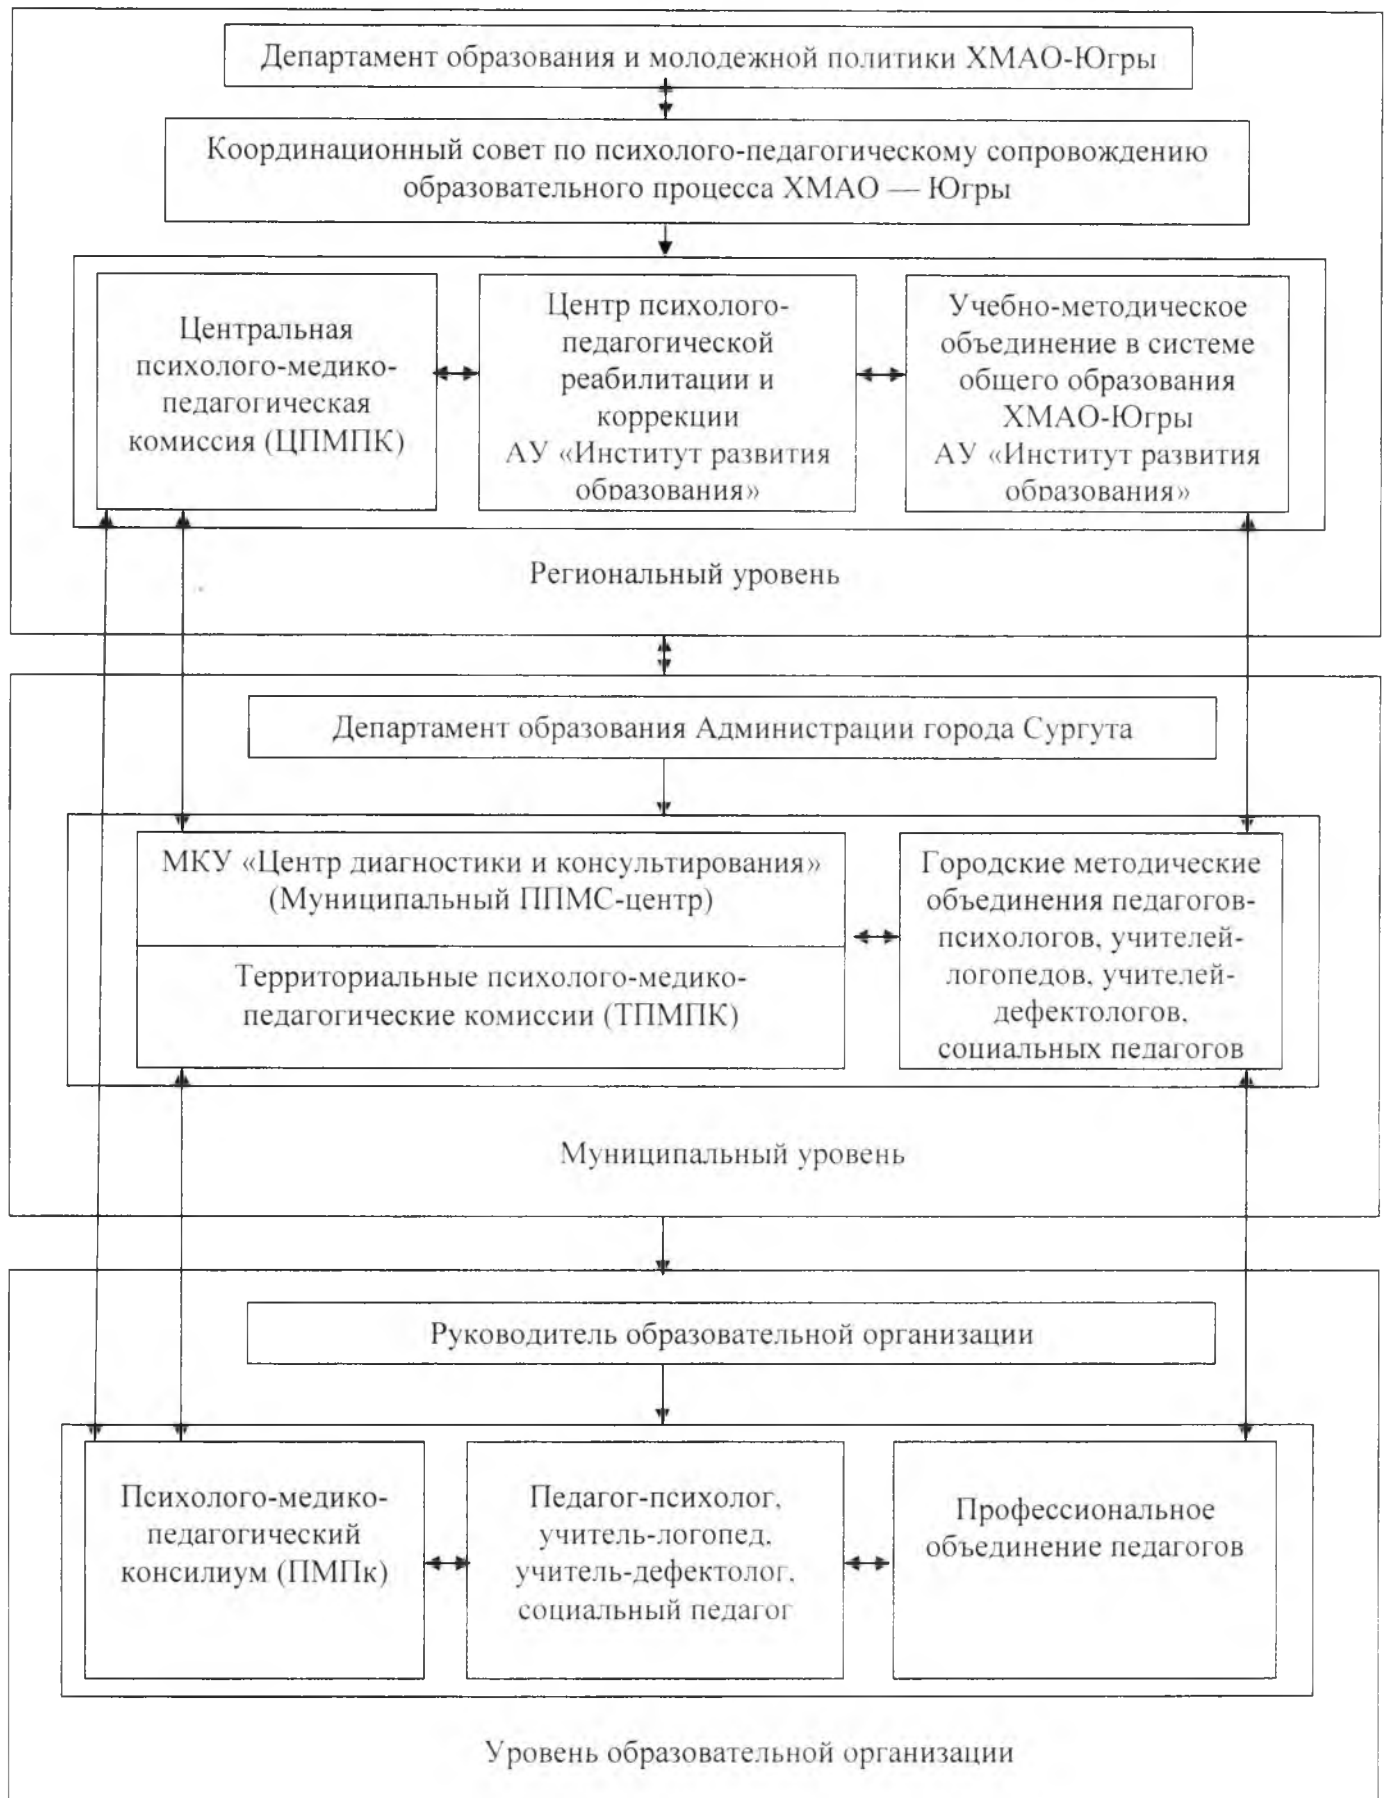 Департамент образования и молодежной политики ХМАО-Югры
Координационный совет по психолого-педагогическому сопровождению
образовательного процесса ХМАО — Югры
Центральная
психолого-медико-
педагогическая
комиссия (ЦПМПК)
Центр психолого-
педагогической
реабилитации и
коррекции
АУ «Институт развития
образования»
Учебно-методическое
объединение в системе
общего образования
ХМАО-Югры
АУ «Институт развития
образования»
Региональный уровень
Департамент образования Администрации города Сургута
МКУ «Центр диагностики и консультирования»
(Муниципальный ППМС-центр)
Территориальные психолого-медико-
педагогические комиссии (ТПМПК)
Городские методические
объединения педагогов-
психологов, учителей-
логопедов, учителей-
дефектологов,
социальных педагогов
Муниципальный уровень
Руководитель образовательной организации
Психолого-медико-
педагогический
консилиум (ПМПк)
Педагог-психолог,
учитель-логопед,
учитель-дефектолог,
социальный педагог
Профессиональное
объединение педагогов
Уровень образовательной организации